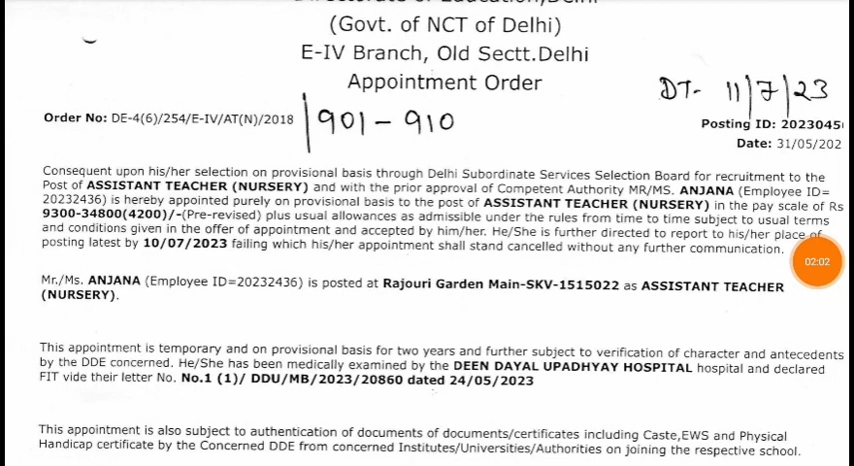 (Govt. of NCT of Delhi)
E-IV Branch, Old Sectt.Delhi
Appointment Order
DT- 11/7/23
Order No: DE-4(6)/254/E-IV/AT(N)/2018 /901-910
Posting ID: 2023045
Date: 31/05/202
Consequent upon his/her selection on provisional basis through Delhi Subordinate Services Selection Board for recruitment to the
Post of ASSISTANT TEACHER (NURSERY) and with the prior approval of Competent Authority MR/MS. ANJANA (Employee ID=
20232436) is hereby appointed purely on provisional basis to the post of ASSISTANT TEACHER (NURSERY) in the pay scale of Rs
9300-34800(4200)/-(Pre-revised) plus usual allowances as admissible under the rules from time to time subject to usual terms
and conditions given in the offer of appointment and accepted by him/her. He/She is further directed to report to his/her place of
posting latest by 10/07/2023 failing which his/her appointment shall stand cancelled without any further communication.
02:02
Mr./Ms. ANJANA (Employee ID=20232436) is posted at Rajouri Garden Main-SKV-1515022 as ASSISTANT TEACHER
(NURSERY).
This appointment is temporary and on provisional basis for two years and further subject to verification of character and antecedents
by the DDE concerned. He/She has been medically examined by the DEEN DAYAL UPADHYAY HOSPITAL hospital and declared
FIT vide their letter No. No.1 (1)/ DDU/MB/2023/20860 dated 24/05/2023
This appointment is also subject to authentication of documents of documents/certificates including Caste,EWS and Physical
Handicap certificate by the Concerned DDE from concerned Institutes/Universities/Authorities on joining the respective school.